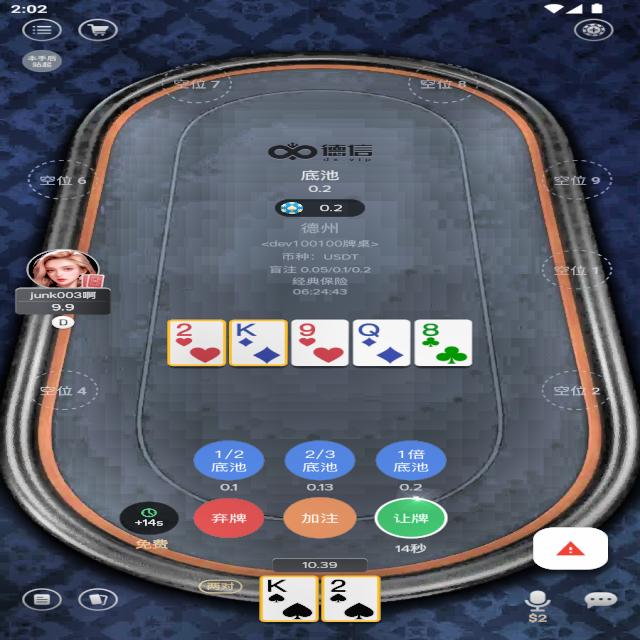 2:02
本手后
站起
空位 7
空位 8
德信
dx.vip
底池
0.2
0.2
空位 6
空位 9
德州
<dev100100牌桌>
币种： USDT
盲注 0.05/0.1/0.2
经典保险
06:24:43
空位 1
junk003啊
9.9
D
2
K
9
Q
8
空位 4
空位 2
1/2
底池
2/3
底池
1倍
底池
0.1
0.13
0.2
+14s
弃牌
加注
让牌
免费
14秒
10.39
两对
K
2
$2